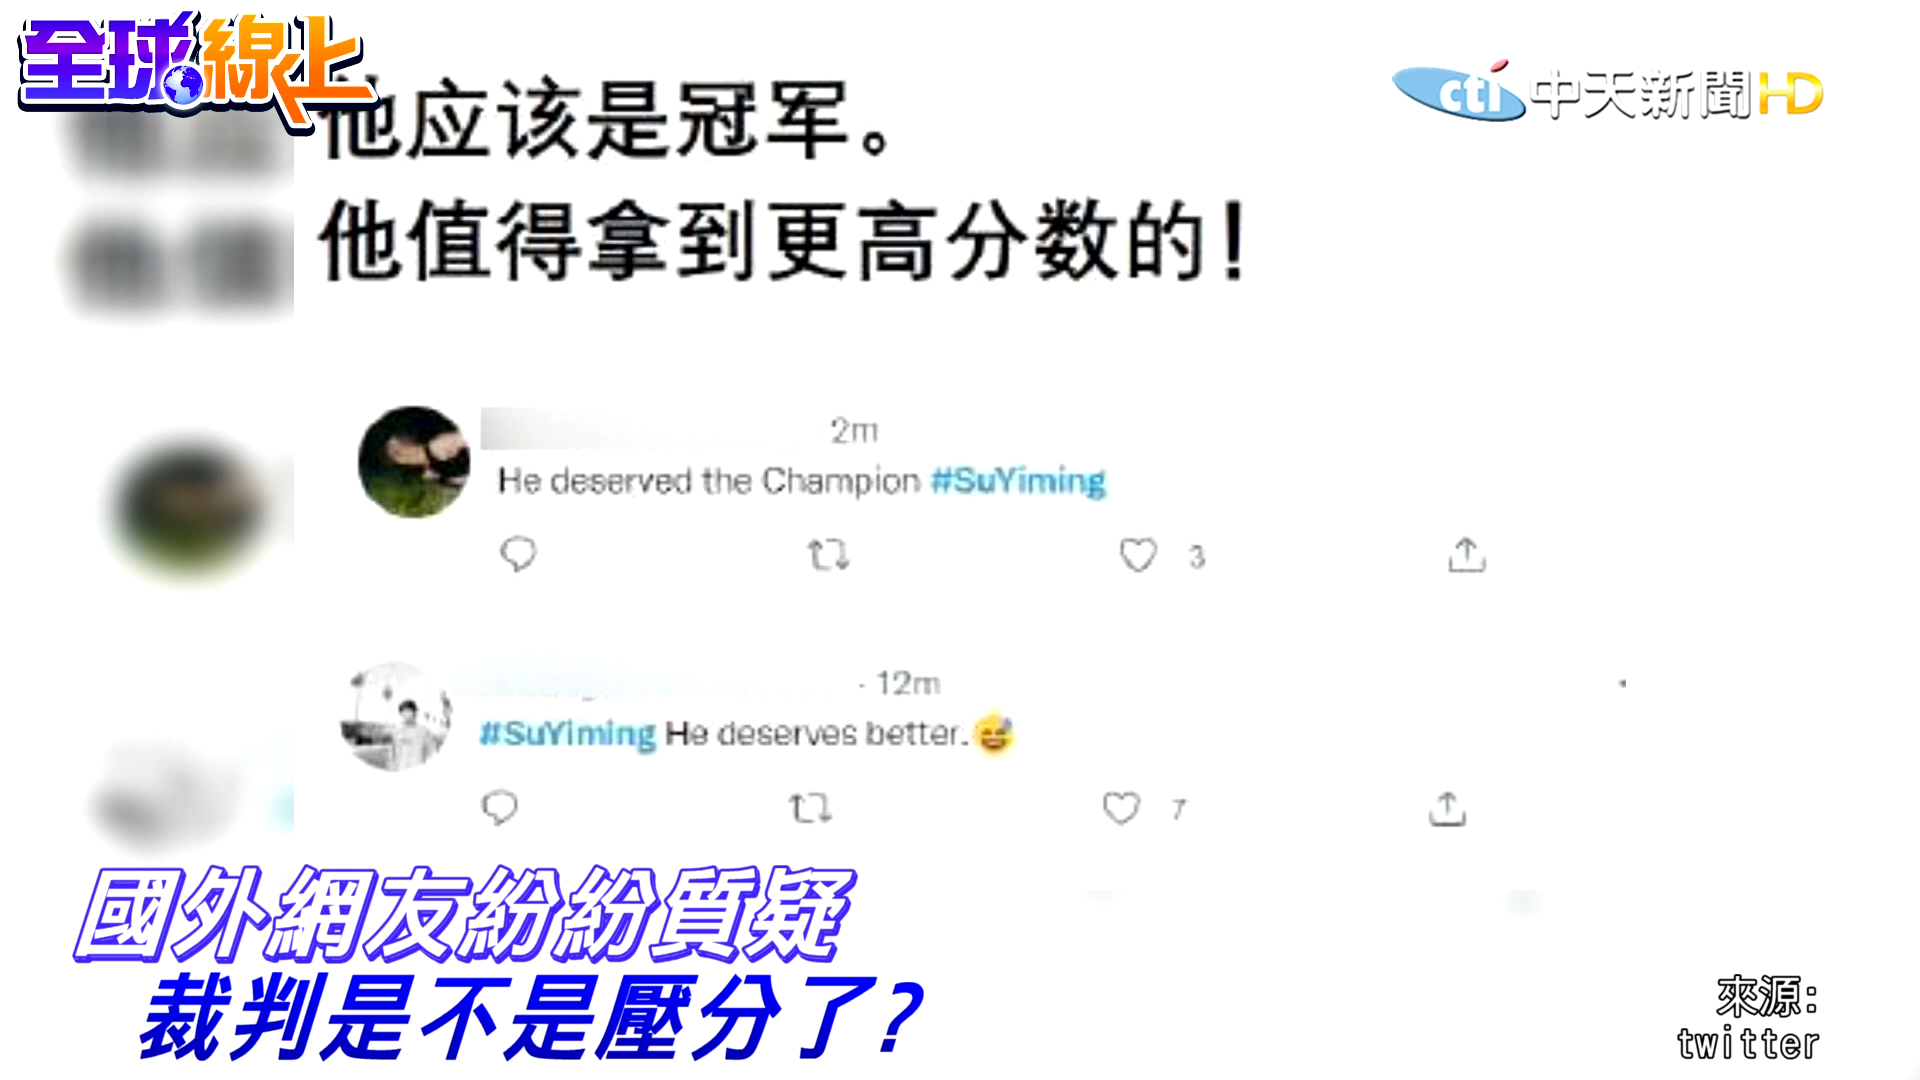 全球線上
cti 中天新聞HD
他应该是冠军。
他值得拿到更高分数的!
2m
He deserved the Champion #SuYiming
3
· 12m
#SuYiming He deserves better.😅
7
國外網友紛紛質疑
裁判是不是壓分了?
來源:
twitter